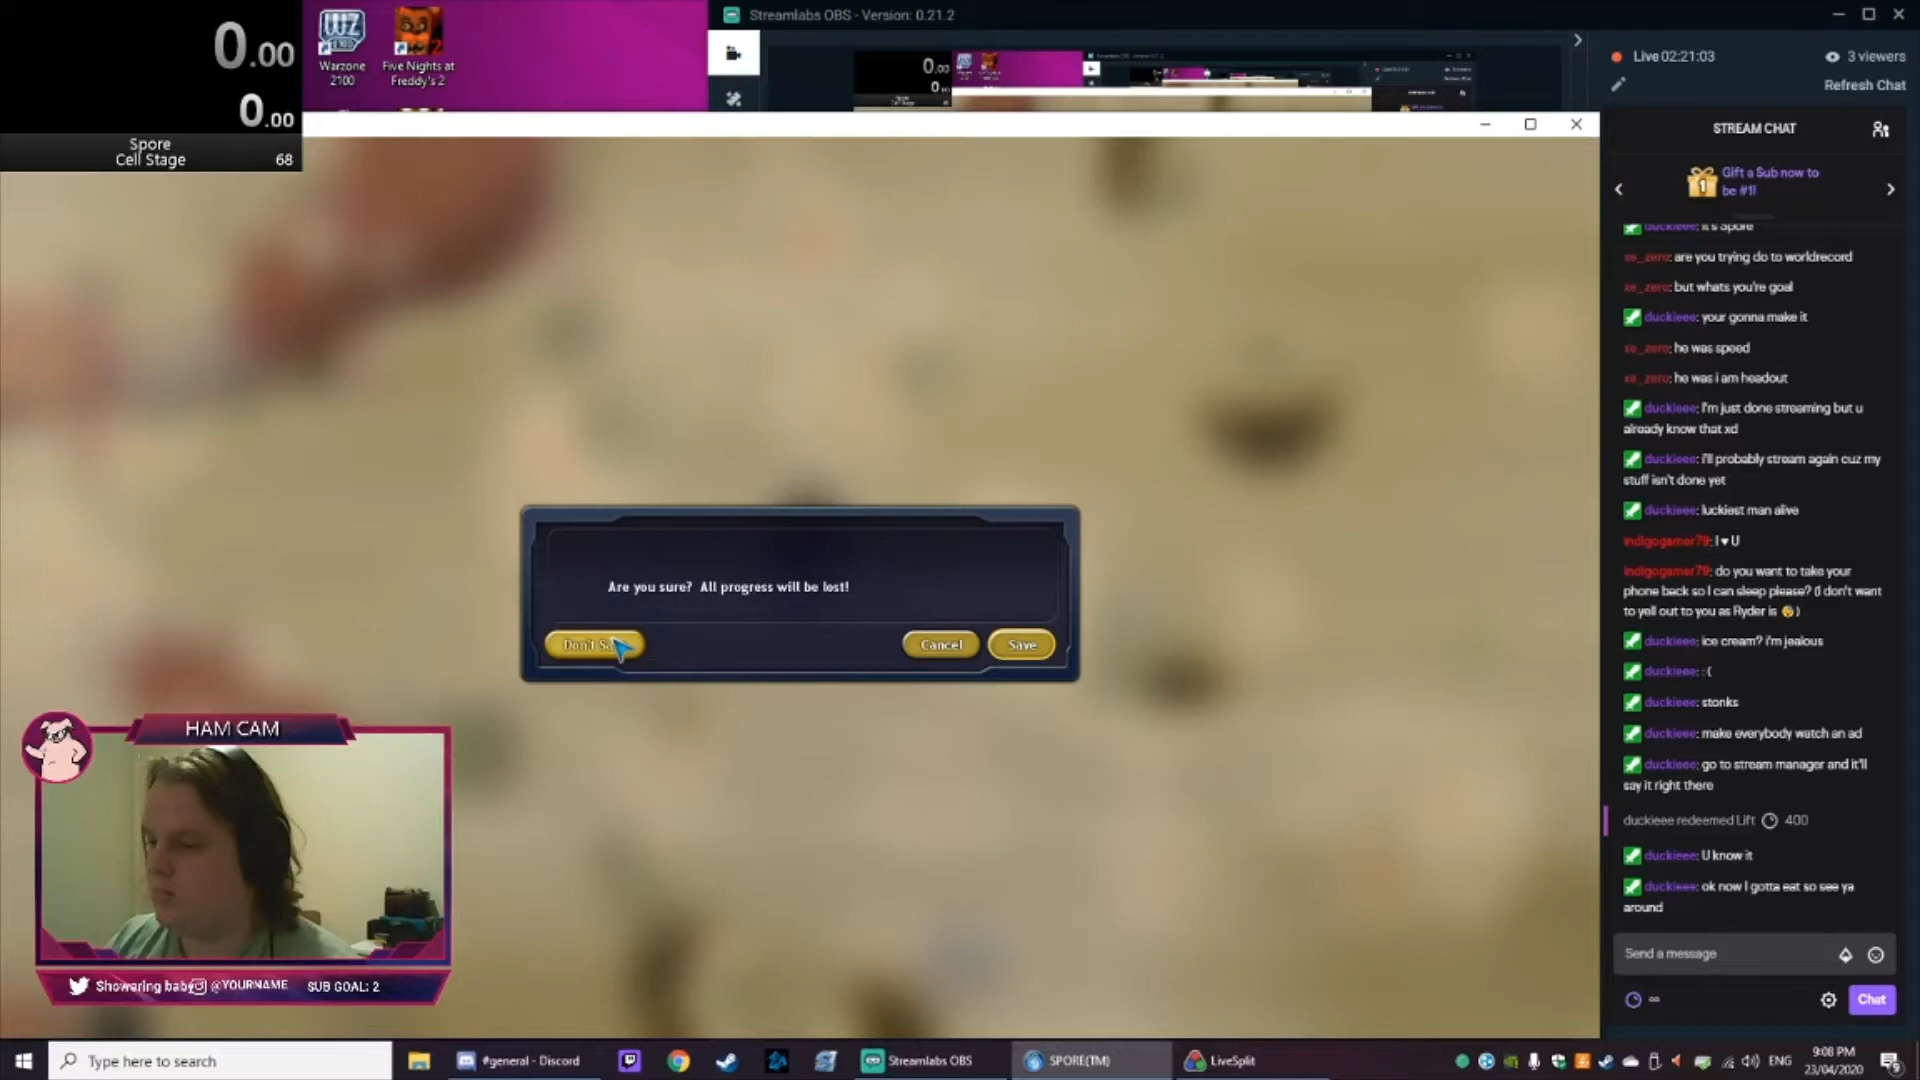 0.00
0.00
Spore
Cell Stage 68
Warzone
2100
Five Nights at
Freddy's 2
Streamlabs OBS - Version: 0.21.2
Live 02:21:03
3 viewers
Refresh Chat
STREAM CHAT
Gift a Sub now to
be #1!
duckieee: it's Spore
xe_zero: are you trying do to worldrecord
xe_zero: but whats you're goal
duckieee: your gonna make it
xe_zero: he was speed
xe_zero: he was i am headout
duckieee: I'm just done streaming but u
already know that xd
duckieee: i'll probably stream again cuz my
stuff isn't done yet
duckieee: luckiest man alive
indigogamer79: I ♥ U
indigogamer79: do you want to take your
phone back so I can sleep please? (I don't want
to yell out to you as Ryder is )
duckieee: ice cream? i'm jealous
duckieee: :(
duckieee: stonks
duckieee: make everybody watch an ad
duckieee: go to stream manager and it'll
say it right there
duckieee redeemed Lift 400
duckieee: U know it
duckieee: ok now I gotta eat so see ya
around
Send a message
Chat
Are you sure? All progress will be lost!
Don't
Cancel
Save
HAM CAM
@YOURNAME
SUB GOAL: 2
Type here to search
#general - Discord
Streamlabs OBS
SPORE(TM)
LiveSplit
ENG
9:08 PM
23/04/2020